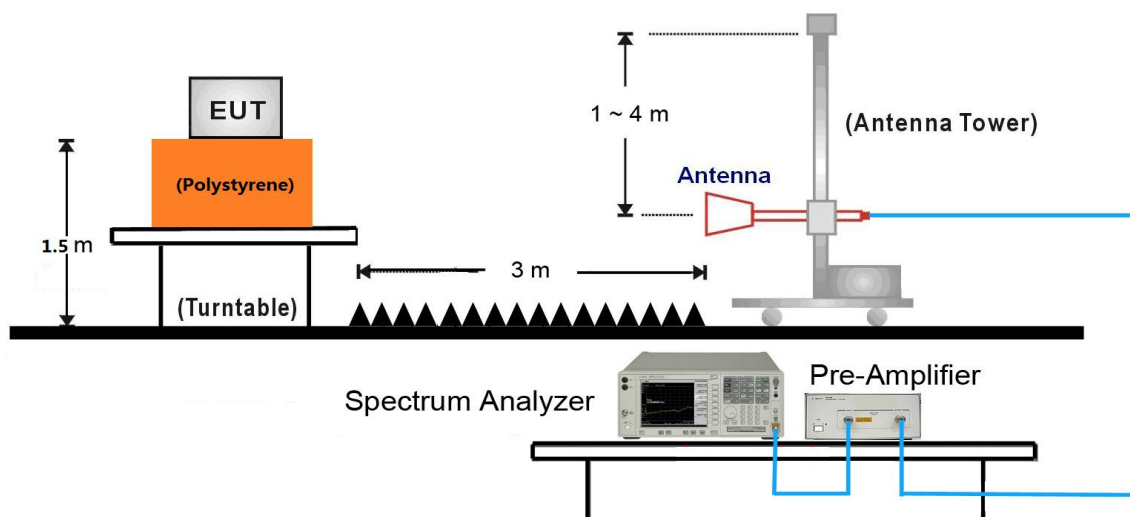 EUT
(Polystyrene)
1.5 m
(Turntable)
3 m
1 ~ 4 m
(Antenna Tower)
Antenna
Spectrum Analyzer
Pre-Amplifier